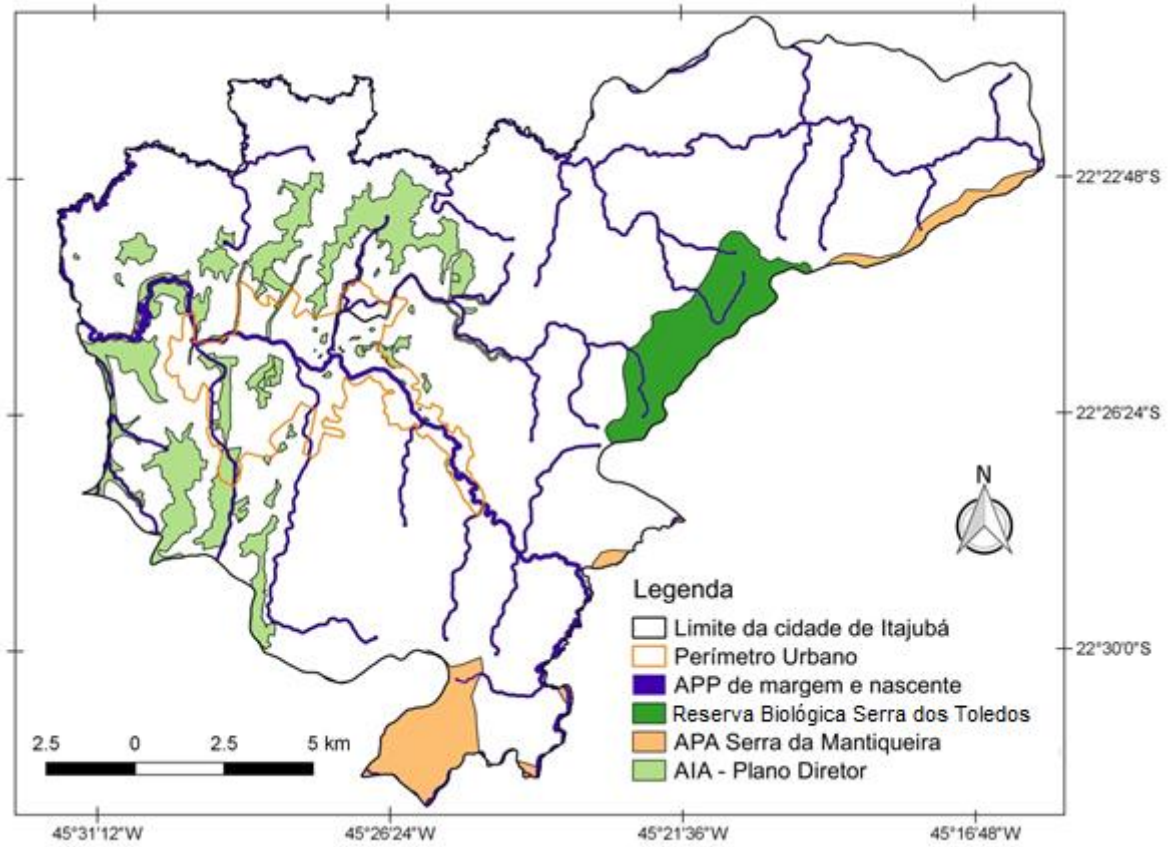 22°22'48"S
22°26'24"S
N
Legenda
Limite da cidade de Itajubá
Perímetro Urbano
22°30'0"S
APP de margem e nascente
Reserva Biológica Serra dos Toledos
APA Serra da Mantiqueira
AIA - Plano Diretor
2.5 0 2.5 5 km
45°31'12"W 45°26'24"W 45°21'36"W 45°16'48"W